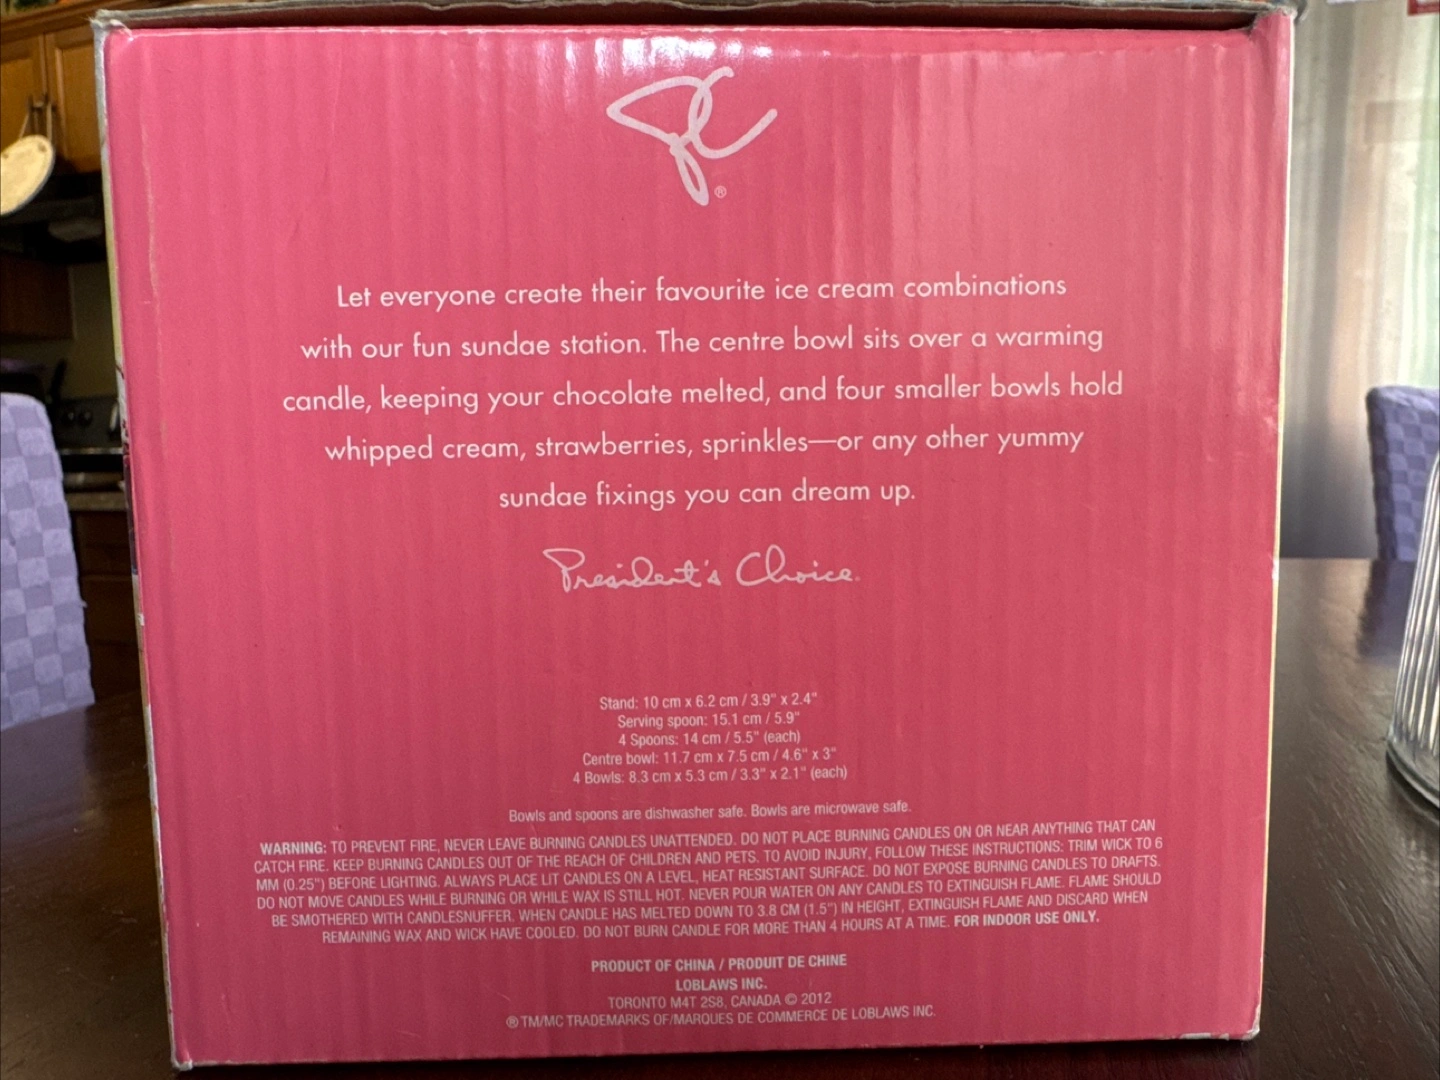 PC®
Let everyone create their favourite ice cream combinations
with our fun sundae station. The centre bowl sits over a warming
candle, keeping your chocolate melted, and four smaller bowls hold
whipped cream, strawberries, sprinkles—or any other yummy
sundae fixings you can dream up.
President's Choice
Stand: 10 cm x 6.2 cm / 3.9" x 2.4"
Serving spoon: 15.1 cm / 5.9"
4 Spoons: 14 cm / 5.5" (each)
Centre bowl: 11.7 cm x 7.5 cm / 4.6" x 3"
4 Bowls: 8.3 cm x 5.3 cm / 3.3" x 2.1" (each)
Bowls and spoons are dishwasher safe. Bowls are microwave safe.
WARNING: TO PREVENT FIRE, NEVER LEAVE BURNING CANDLES UNATTENDED. DO NOT PLACE BURNING CANDLES ON OR NEAR ANYTHING THAT CAN
CATCH FIRE. KEEP BURNING CANDLES OUT OF THE REACH OF CHILDREN AND PETS. TO AVOID INJURY, FOLLOW THESE INSTRUCTIONS: TRIM WICK TO 6
MM (0.25") BEFORE LIGHTING. ALWAYS PLACE LIT CANDLES ON A LEVEL, HEAT RESISTANT SURFACE. DO NOT EXPOSE BURNING CANDLES TO DRAFTS.
DO NOT MOVE CANDLES WHILE BURNING OR WHILE WAX IS STILL HOT. NEVER POUR WATER ON ANY CANDLES TO EXTINGUISH FLAME. FLAME SHOULD
BE SMOTHERED WITH CANDLESNUFFER. WHEN CANDLE HAS MELTED DOWN TO 3.8 CM (1.5") IN HEIGHT, EXTINGUISH FLAME AND DISCARD WHEN
REMAINING WAX AND WICK HAVE COOLED. DO NOT BURN CANDLE FOR MORE THAN 4 HOURS AT A TIME. FOR INDOOR USE ONLY.
PRODUCT OF CHINA / PRODUIT DE CHINE
LOBLAWS INC.
TORONTO M4T 2S8, CANADA © 2012
® TM/MC TRADEMARKS OF/MARQUES DE COMMERCE DE LOBLAWS INC.